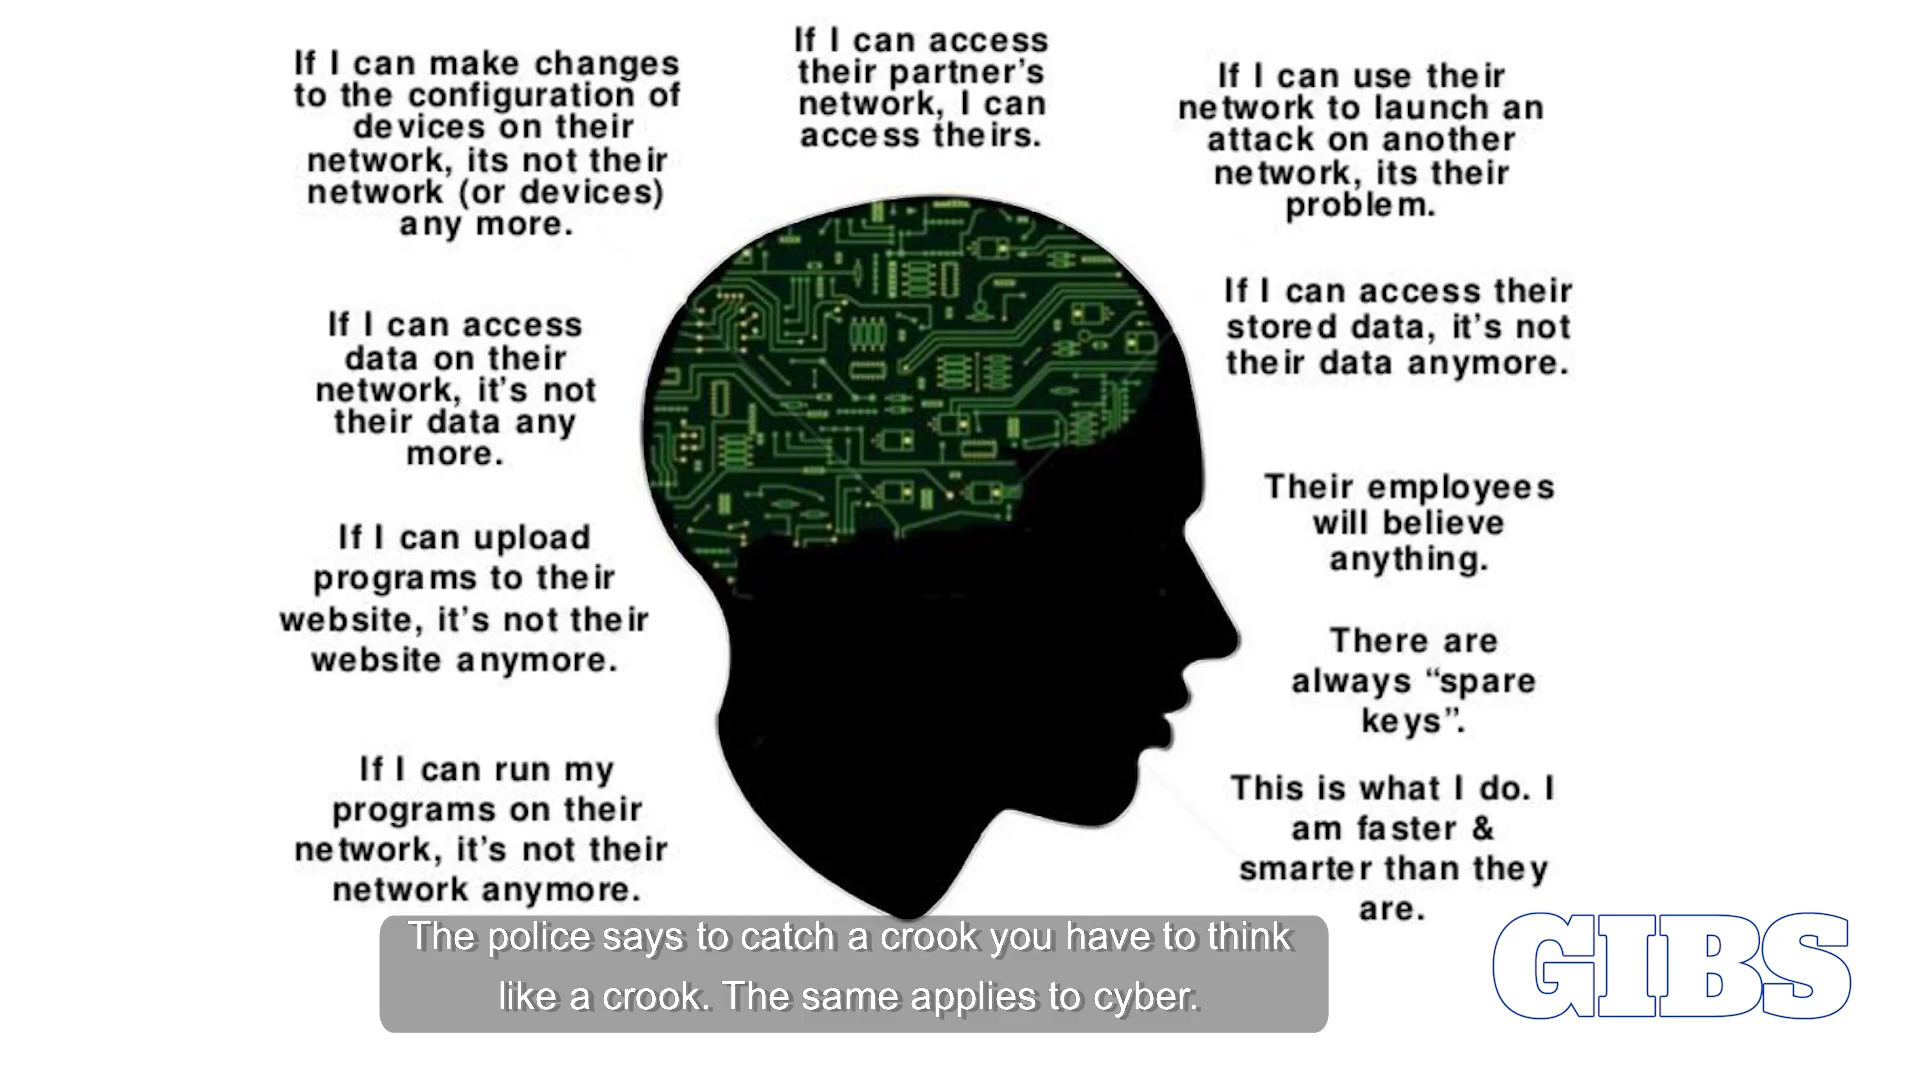 If I can make changes
to the configuration of
devices on their
network, its not their
network (or devices)
any more.
If I can access
their partner's
network, I can
access theirs.
If I can use their
network to launch an
attack on another
network, its their
problem.
If I can access
data on their
network, it's not
their data any
more.
If I can access their
stored data, it's not
their data anymore.
If I can upload
programs to their
website, it's not their
website anymore.
Their employees
will believe
anything.
There are
always “spare
keys”.
If I can run my
programs on their
network, it's not their
network anymore.
This is what I do. I
am faster &
smarter than they
are.
The police says to catch a crook you have to think
like a crook. The same applies to cyber.
GIBS